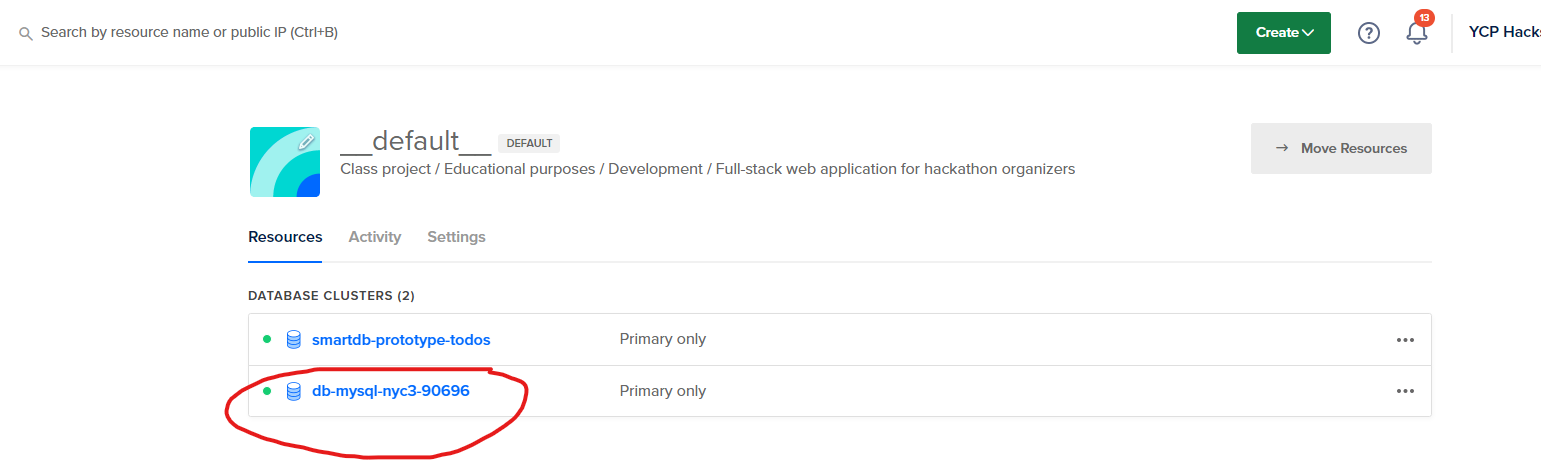 Search by resource name or public IP (Ctrl+B)
Create
13
YCP Hack
__default__ DEFAULT
Class project / Educational purposes / Development / Full-stack web application for hackathon organizers
→ Move Resources
Resources Activity Settings
DATABASE CLUSTERS (2)
smartdb-prototype-todos Primary only
db-mysql-nyc3-90696 Primary only